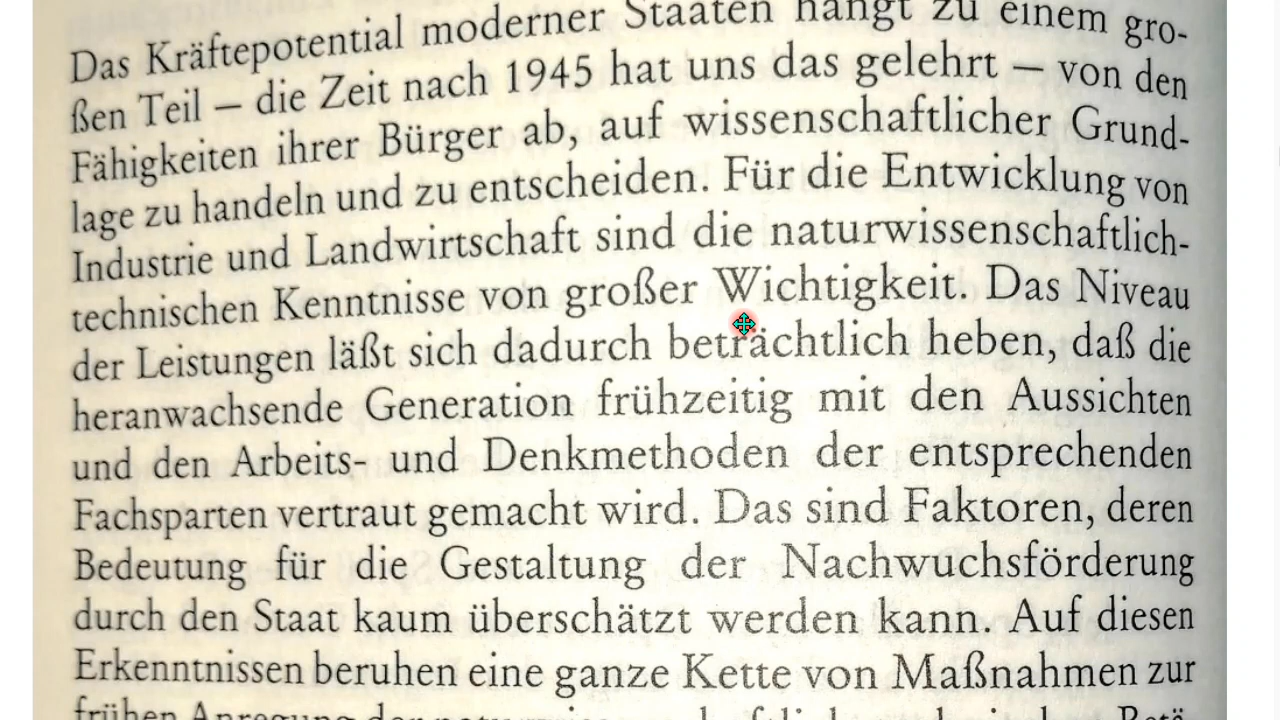 Das Kräftepotential moderner Staaten hängt zu einem gro-
ßen Teil – die Zeit nach 1945 hat uns das gelehrt – von den
Fähigkeiten ihrer Bürger ab, auf wissenschaftlicher Grund-
lage zu handeln und zu entscheiden. Für die Entwicklung von
Industrie und Landwirtschaft sind die naturwissenschaftlich-
technischen Kenntnisse von großer Wichtigkeit. Das Niveau
der Leistungen läßt sich dadurch beträchtlich heben, daß die
heranwachsende Generation frühzeitig mit den Aussichten
und den Arbeits- und Denkmethoden der entsprechenden
Fachsparten vertraut gemacht wird. Das sind Faktoren, deren
Bedeutung für die Gestaltung der Nachwuchsförderung
durch den Staat kaum überschätzt werden kann. Auf diesen
Erkenntnissen beruhen eine ganze Kette von Maßnahmen zur
frühen Anregung der